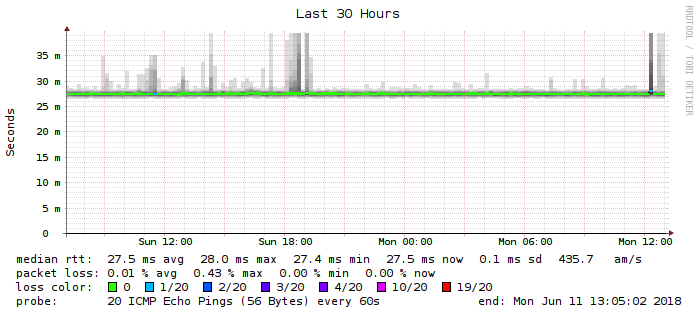 Last 30 Hours
RRDTOOL / TOBI OETIKER
Seconds
35 m
30 m
25 m
20 m
15 m
10 m
5 m
0
Sun 12:00 Sun 18:00 Mon 00:00 Mon 06:00 Mon 12:00
median rtt: 27.5 ms avg 28.0 ms max 27.4 ms min 27.5 ms now 0.1 ms sd 435.7 am/s
packet loss: 0.01 % avg 0.43 % max 0.00 % min 0.00 % now
loss color: 0 1/20 2/20 3/20 4/20 10/20 19/20
probe: 20 ICMP Echo Pings (56 Bytes) every 60s end: Mon Jun 11 13:05:02 2018